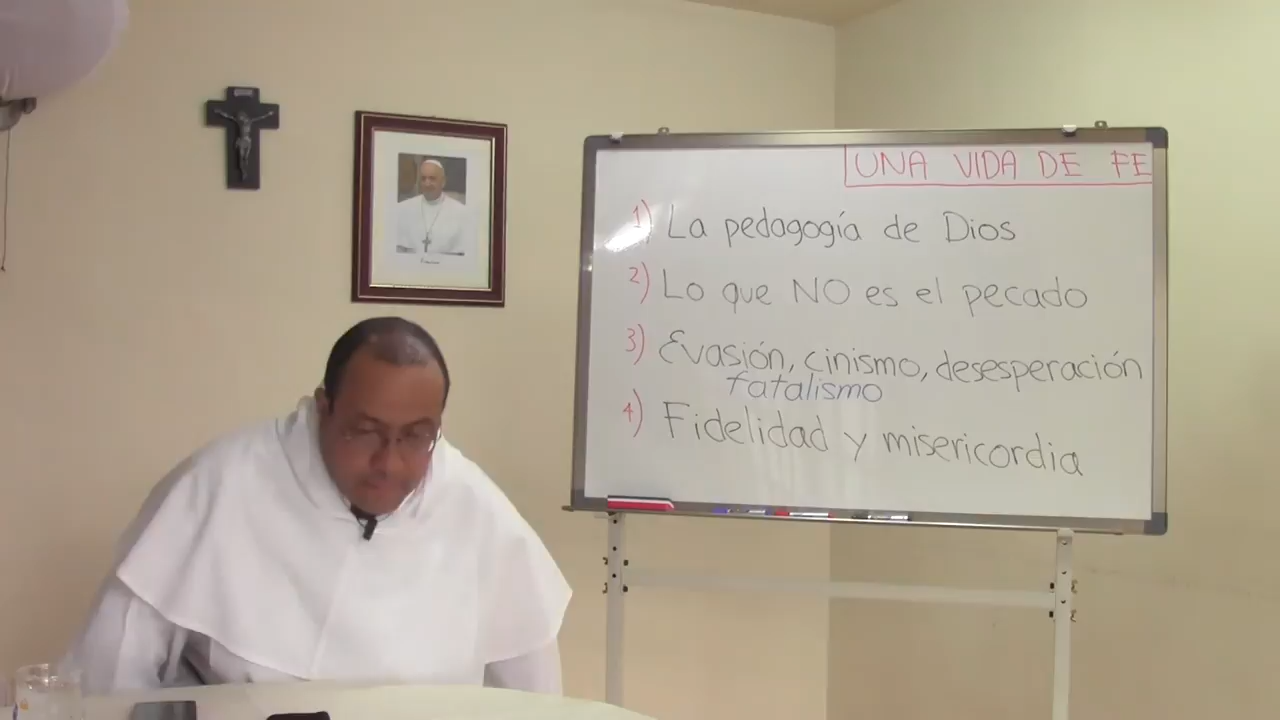 UNA VIDA DE FE
1) La pedagogía de Dios
2) Lo que NO es el pecado
3) Evasión, cinismo, desesperación
fatalismo
4) Fidelidad y misericordia